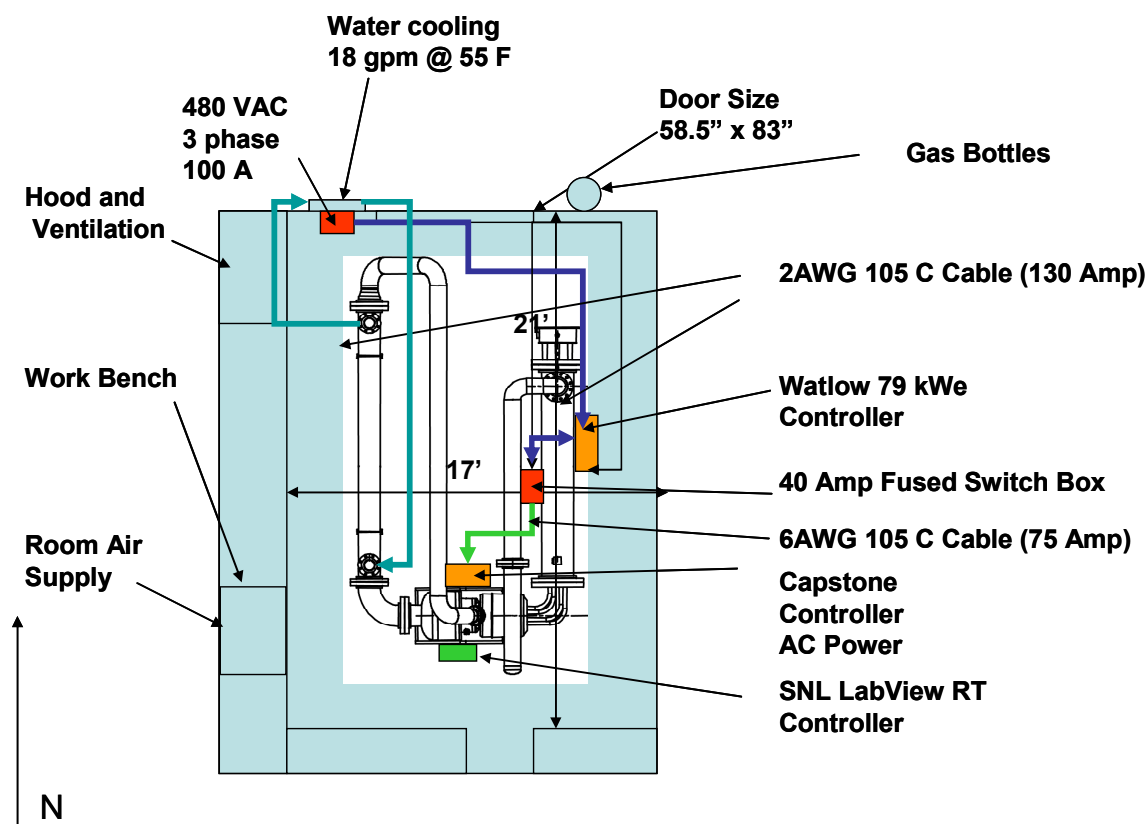 Water cooling
18 gpm @ 55 F
480 VAC
3 phase
100 A
Door Size
58.5” x 83”
Gas Bottles
Hood and
Ventilation
2AWG 105 C Cable (130 Amp)
21’
Work Bench
Watlow 79 kWe
Controller
17’
40 Amp Fused Switch Box
Room Air
Supply
6AWG 105 C Cable (75 Amp)
Capstone
Controller
AC Power
SNL LabView RT
Controller
N